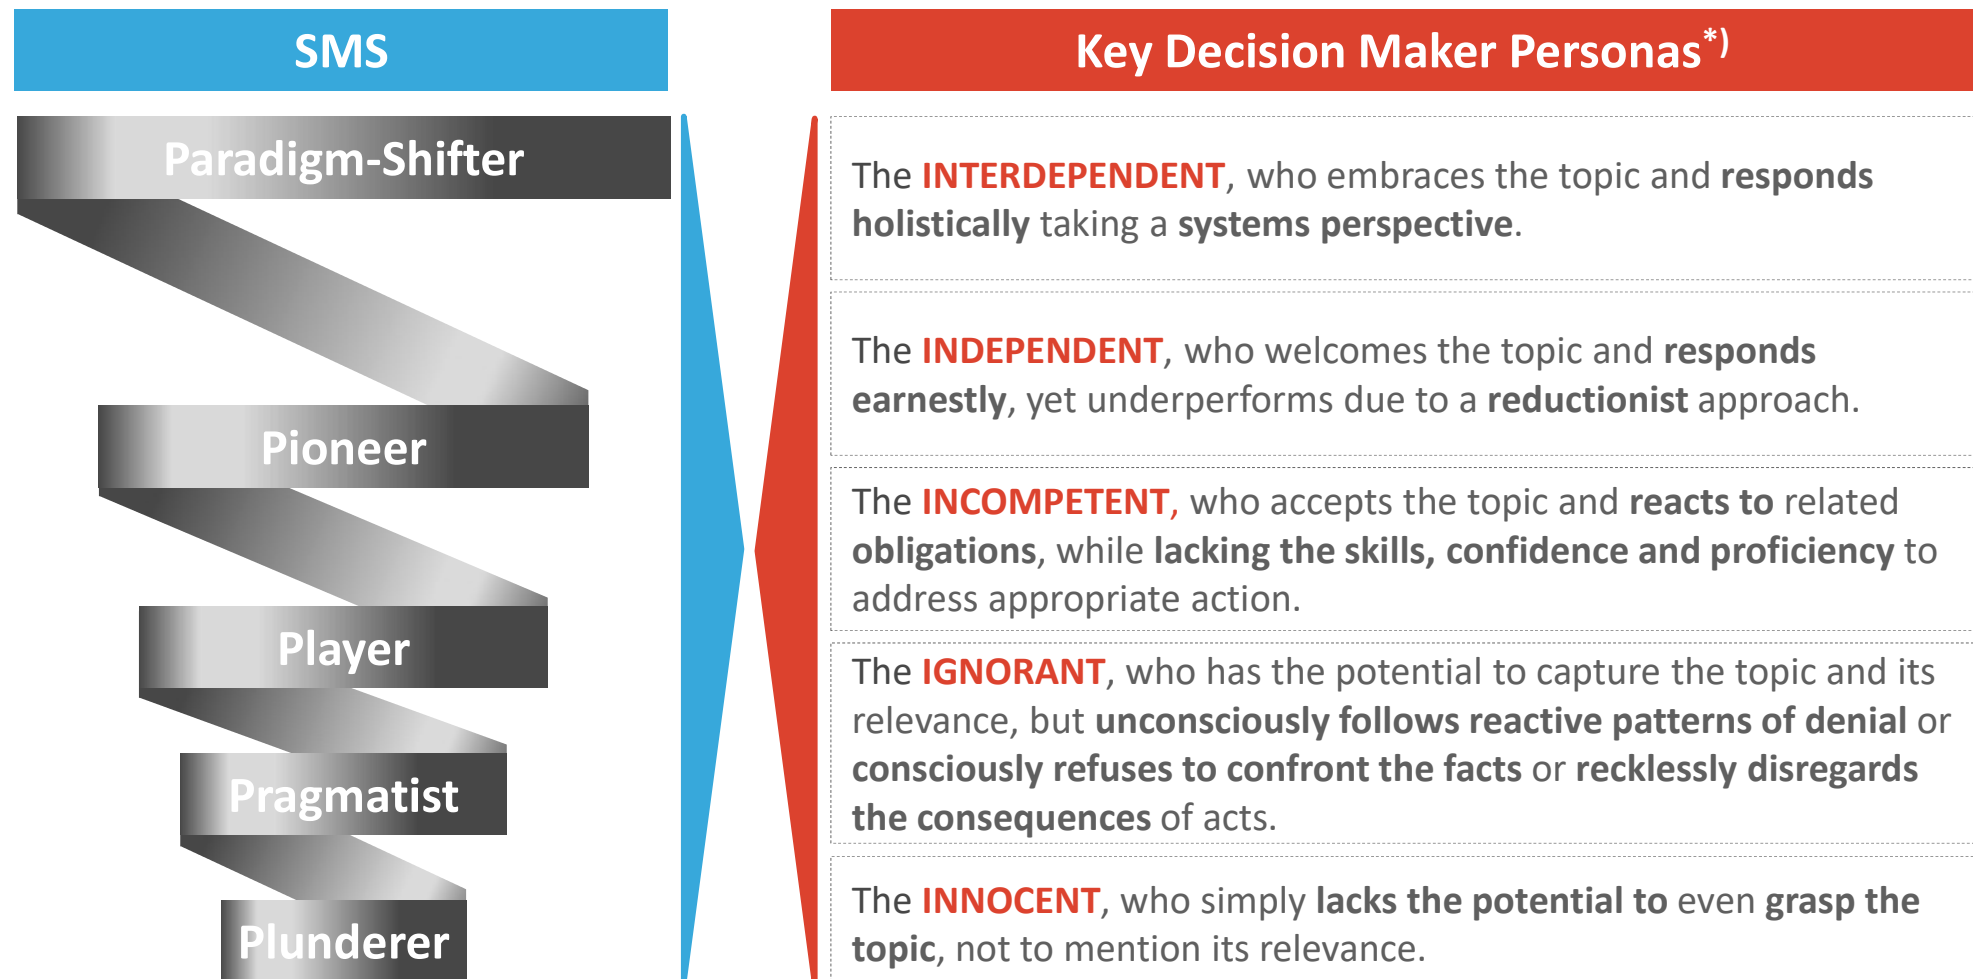 SMS
Key Decision Maker Personas*)
Paradigm-Shifter
Pioneer
Player
Pragmatist
Plunderer
The INTERDEPENDENT, who embraces the topic and responds
holistically taking a systems perspective.
The INDEPENDENT, who welcomes the topic and responds
earnestly, yet underperforms due to a reductionist approach.
The INCOMPETENT, who accepts the topic and reacts to related
obligations, while lacking the skills, confidence and proficiency to
address appropriate action.
The IGNORANT, who has the potential to capture the topic and its
relevance, but unconsciously follows reactive patterns of denial or
consciously refuses to confront the facts or recklessly disregards
the consequences of acts.
The INNOCENT, who simply lacks the potential to even grasp the
topic, not to mention its relevance.